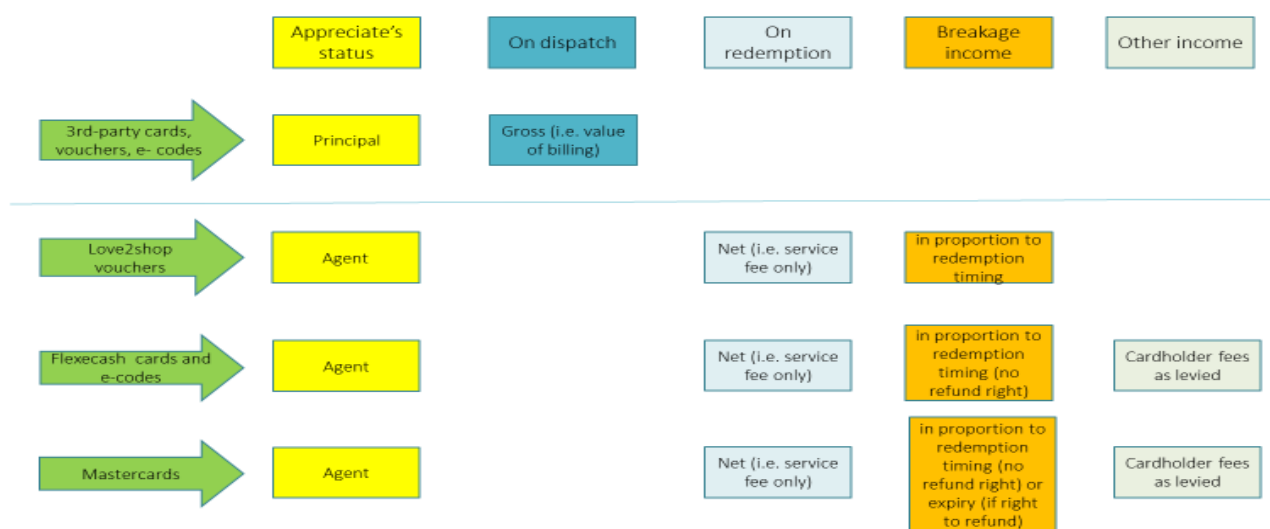 Appreciate's
status
On dispatch
On
redemption
Breakage
income
Other income
3rd-party cards,
vouchers, e- codes
Principal
Gross (i.e. value
of billing)
Love2shop
vouchers
Agent
Net (i.e. service
fee only)
in proportion to
redemption
timing
Flexecash cards and
e-codes
Agent
Net (i.e. service
fee only)
in proportion to
redemption
timing (no
refund right)
Cardholder fees
as levied
Mastercards
Agent
Net (i.e. service
fee only)
in proportion to
redemption
timing (no
refund right) or
expiry (if right
to refund)
Cardholder fees
as levied